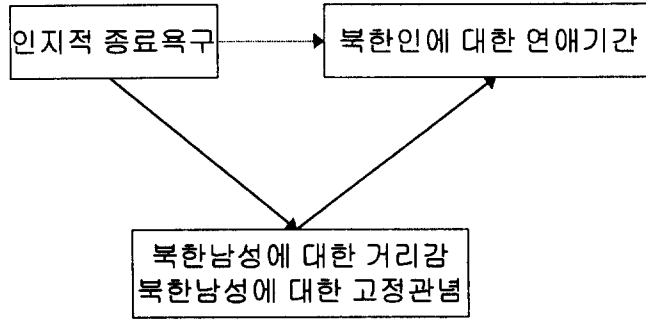 인지적 종료욕구
북한인에 대한 연애기간
북한남성에 대한 거리감
북한남성에 대한 고정관념